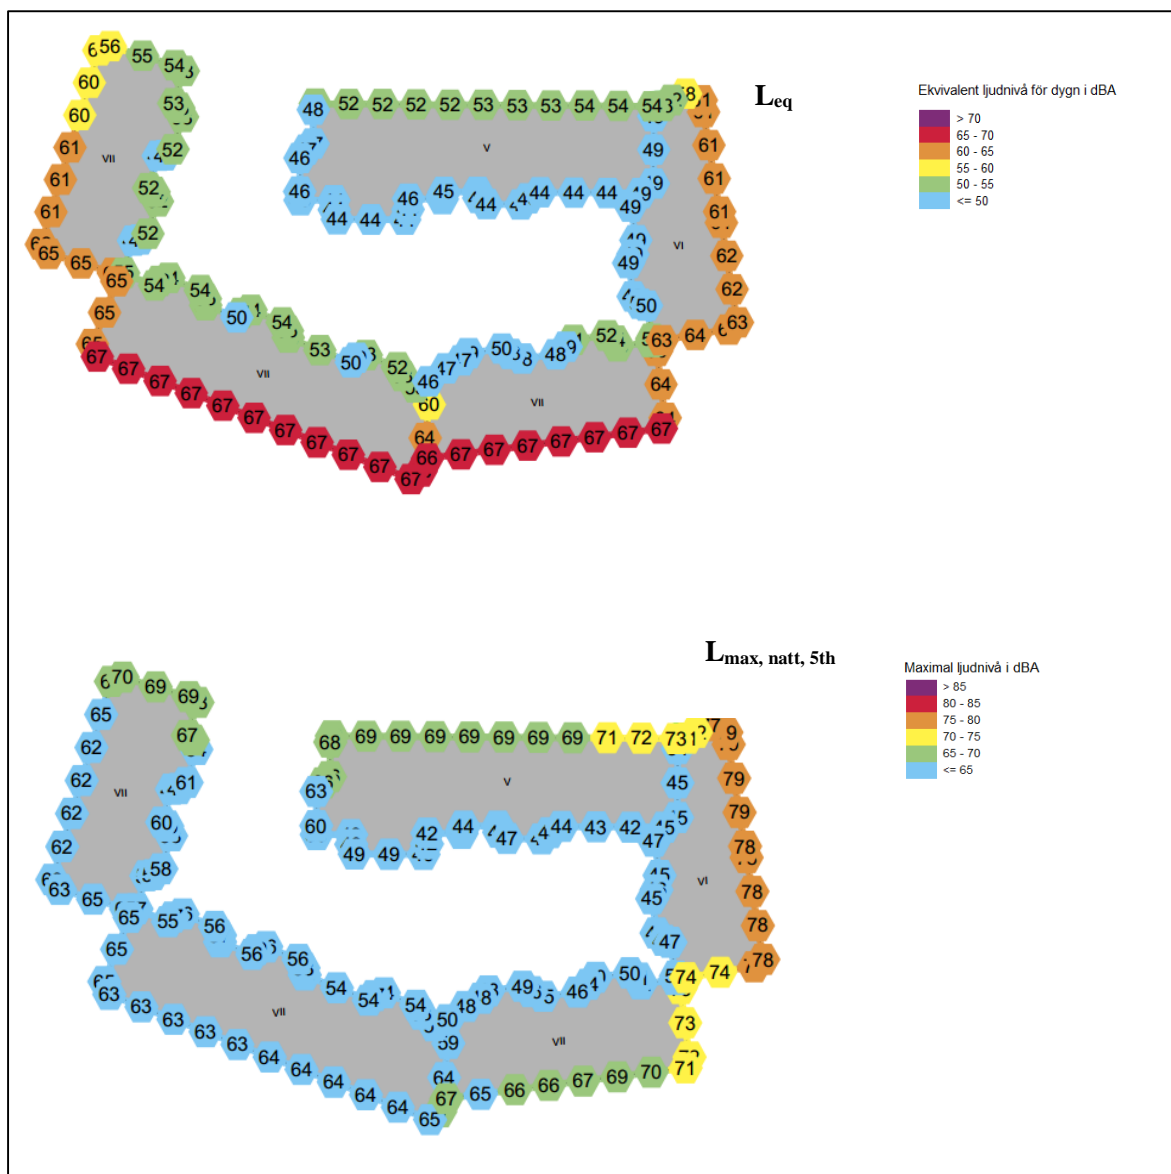 L eq
Ekvivalent ljudnivå för dygn i dBA
> 70
65 - 70
60 - 65
55 - 60
50 - 55
<= 50
56 55 54
60
60 53
61 VII 52
61 52
61 52
65 65
48 52 52 52 52 53 53 53 54 54 54
46 V 49 61
46 44 44 46 45 44 44 44 44 49 61
49 VI 61
49 62
50 62
63 64 63
65 54 54 50 54 53 50 52
65 VII 46 47 50 48 52
60 VII 64
64
67 67 67 67 67 67 67 67 67 67 67
66 67 67 67 67 67 67 67
L max, natt, 5th
Maximal ljudnivå i dBA
> 85
80 - 85
75 - 80
70 - 75
65 - 70
<= 65
70 69 69
65 67
62
62 VII 61
62 60
62 58
63 65
68 69 69 69 69 69 69 69 71 72 73
63 V 45 79
60 49 49 42 44 47 44 43 42 47 79
45 VI 78
45 78
47 78
74 74 78
65 55 56 56 56 54 54 54
65 VII 50 48 49 46 50
59 VII 73
64 71
63 63 63 63 63 64 64 64 64 64 65
67 65 66 66 67 69 70